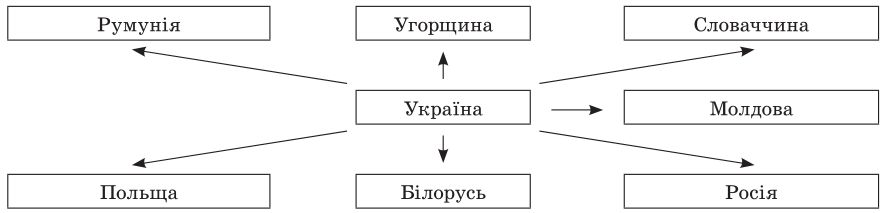 Румунія
Угорщина
Словаччина
Україна
Молдова
Польща
Білорусь
Росія